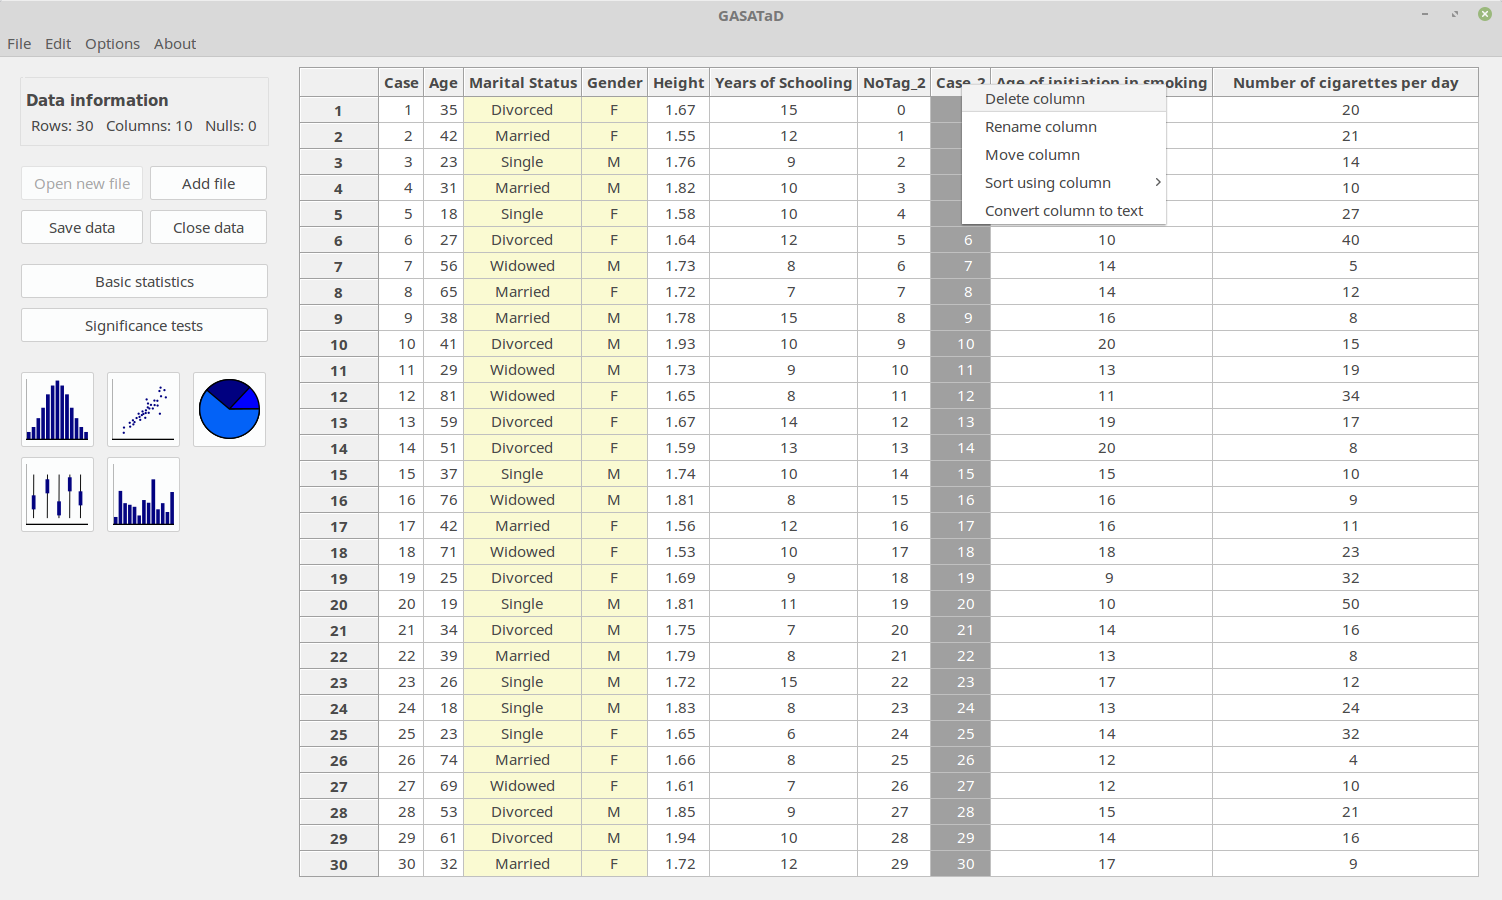 GASATaD
File Edit Options About
Data information
Rows: 30 Columns: 10 Nulls: 0
Open new file Add file
Save data Close data
Basic statistics
Significance tests
Case Age Marital Status Gender Height Years of Schooling NoTag_2 Case_2 Age of initiation in smoking Number of cigarettes per day
Delete column
Rename column
Move column
Sort using column
Convert column to text
1 1 35 Divorced F 1.67 15 0 20
2 2 42 Married F 1.55 12 1 21
3 3 23 Single M 1.76 9 2 14
4 4 31 Married M 1.82 10 3 10
5 5 18 Single F 1.58 10 4 27
6 6 27 Divorced F 1.64 12 5 6 10 40
7 7 56 Widowed M 1.73 8 6 7 14 5
8 8 65 Married F 1.72 7 7 8 14 12
9 9 38 Married M 1.78 15 8 9 16 8
10 10 41 Divorced M 1.93 10 9 10 20 15
11 11 29 Widowed M 1.73 9 10 11 13 19
12 12 81 Widowed F 1.65 8 11 12 11 34
13 13 59 Divorced F 1.67 14 12 13 19 17
14 14 51 Divorced F 1.59 13 13 14 20 8
15 15 37 Single M 1.74 10 14 15 15 10
16 16 76 Widowed M 1.81 8 15 16 16 9
17 17 42 Married F 1.56 12 16 17 16 11
18 18 71 Widowed F 1.53 10 17 18 18 23
19 19 25 Divorced F 1.69 9 18 19 9 32
20 20 19 Single M 1.81 11 19 20 10 50
21 21 34 Divorced M 1.75 7 20 21 14 16
22 22 39 Married M 1.79 8 21 22 13 8
23 23 26 Single M 1.72 15 22 23 17 12
24 24 18 Single M 1.83 8 23 24 13 24
25 25 23 Single F 1.65 6 24 25 14 32
26 26 74 Married F 1.66 8 25 26 12 4
27 27 69 Widowed F 1.61 7 26 27 12 10
28 28 53 Divorced M 1.85 9 27 28 15 21
29 29 61 Divorced M 1.94 10 28 29 14 16
30 30 32 Married F 1.72 12 29 30 17 9